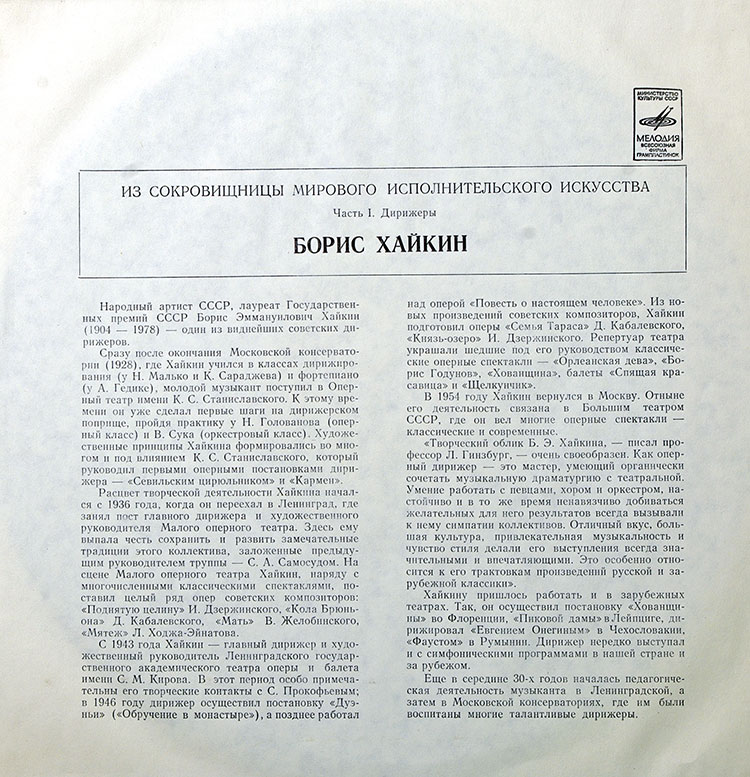 МИНИСТЕРСТВО
КУЛЬТУРЫ СССР
МЕЛОДИЯ
ВСЕСОЮЗНАЯ
ФИРМА
ГРАМПЛАСТИНОК
ИЗ СОКРОВИЩНИЦЫ МИРОВОГО ИСПОЛНИТЕЛЬСКОГО ИСКУССТВА
Часть I. Дирижеры
БОРИС ХАЙКИН
Народный артист СССР, лауреат Государствен-
ных премий СССР Борис Эммануилович Хайкин
(1904 — 1978) — один из виднейших советских ди-
рижеров.
Сразу после окончания Московской консервато-
рии (1928), где Хайкин учился в классах дирижиро-
вания (у Н. Малько и К. Сараджева) и фортепиано
(у А. Гедике), молодой музыкант поступил в Опер-
ный театр имени К. С. Станиславского. К этому вре-
мени он уже сделал первые шаги на дирижерском
поприще, пройдя практику у Н. Голованова (опер-
ный класс) и В. Сука (оркестровый класс). Художе-
ственные принципы Хайкина формировались во мно-
гом и под влиянием К. С. Станиславского, который
руководил первыми оперными постановками дири-
жера — «Севильским цирюльником» и «Кармен».
Расцвет творческой деятельности Хайкина начал-
ся с 1936 года, когда он переехал в Ленинград, где
занял пост главного дирижера и художественного
руководителя Малого оперного театра. Здесь ему
выпала честь сохранить и развить замечательные
традиции этого коллектива, заложенные предыду-
щим руководителем труппы — С. А. Самосудом. На
сцене Малого оперного театра Хайкин, наряду с
многочисленными классическими спектаклями, по-
ставил целый ряд опер советских композиторов:
«Поднятую целину» И. Дзержинского, «Кола Брюнь-
она» Д. Кабалевского, «Мать» В. Желобинского,
«Мятеж» Л. Ходжа-Эйнатова.
С 1943 года Хайкин — главный дирижер и ху-
дожественный руководитель Ленинградского государ-
ственного академического театра оперы и балета
имени С. М. Кирова. В этот период особо примеча-
тельны его творческие контакты с С. Прокофьевым;
в 1946 году дирижер осуществил постановку «Дуэ-
ньи» («Обручение в монастыре»), а позднее работал
над оперой «Повесть о настоящем человеке». Из но-
вых произведений советских композиторов, Хайкин
подготовил оперы «Семья Тараса» Д. Кабалевского,
«Князь-озеро» И. Дзержинского. Репертуар театра
украшали шедшие под его руководством классичес-
кие оперные спектакли — «Орлеанская дева», «Бо-
рис Годунов», «Хованщина», балеты «Спящая кра-
савица» и «Щелкунчик».
В 1954 году Хайкин вернулся в Москву. Отныне
его деятельность связана с Большим театром
СССР, где он вел многие оперные спектакли —
классические и современные.
«Творческий облик Б. Э. Хайкина, — писал про-
фессор Л. Гинзбург, — очень своеобразен. Как опер-
ный дирижер — это мастер, умеющий органически
сочетать музыкальную драматургию с театральной.
Умение работать с певцами, хором и оркестром, на-
стойчиво и в то же время ненавязчиво добиваться
желательных для него результатов всегда вызывали
к нему симпатии коллективов. Отличный вкус, боль-
шая культура, привлекательная музыкальность и
чувство стиля делали его выступления всегда зна-
чительными и впечатляющими. Это особенно отно-
сится к его трактовкам произведений русской и за-
рубежной классики».
Хайкину пришлось работать и в зарубежных
театрах. Так, он осуществил постановку «Хованщи-
ны» во Флоренции, «Пиковой дамы» в Лейпциге, ди-
рижировал «Евгением Онегиным» в Чехословакии,
«Фаустом» в Румынии. Дирижер нередко выступал
и с симфоническими программами в нашей стране и
за рубежом.
Еще в середине 30-х годов началась педагогиче-
ская деятельность музыканта в Ленинградской, а
затем в Московской консерваториях, где им были
воспитаны многие талантливые дирижеры.